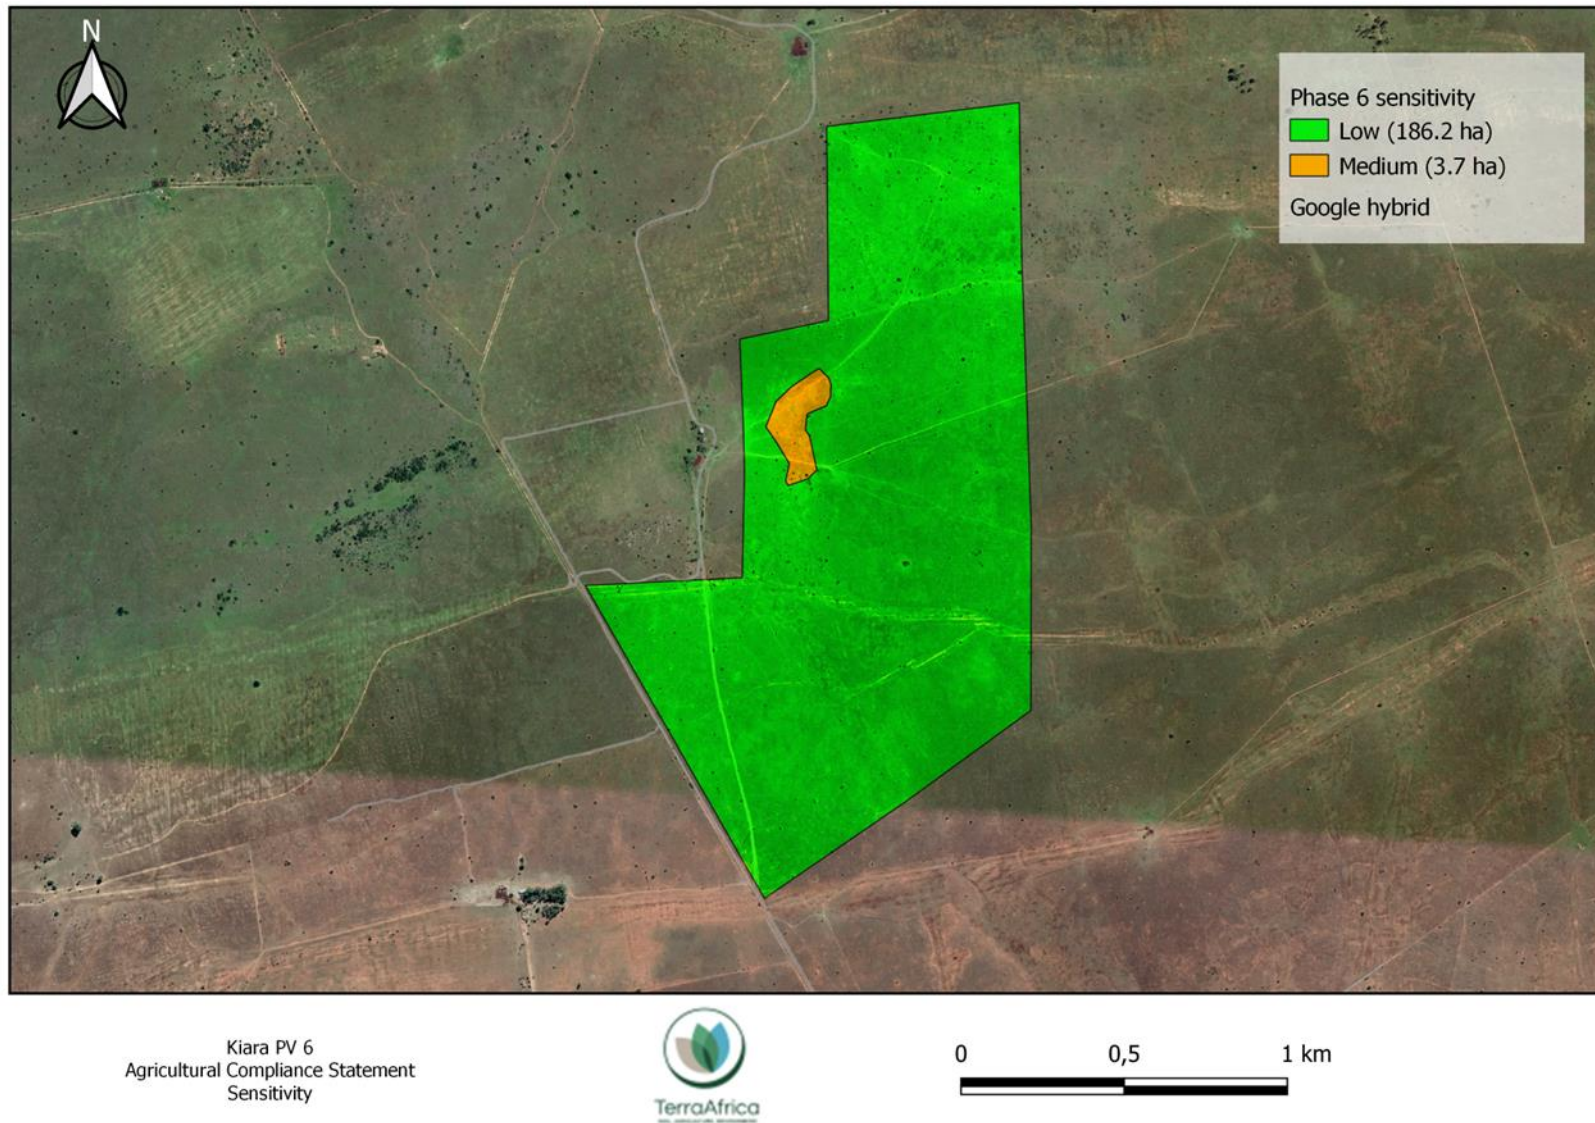 N
Phase 6 sensitivity
Low (186.2 ha)
Medium (3.7 ha)
Google hybrid
Kiara PV 6
Agricultural Compliance Statement
Sensitivity
TerraAfrica
0 0,5 1 km